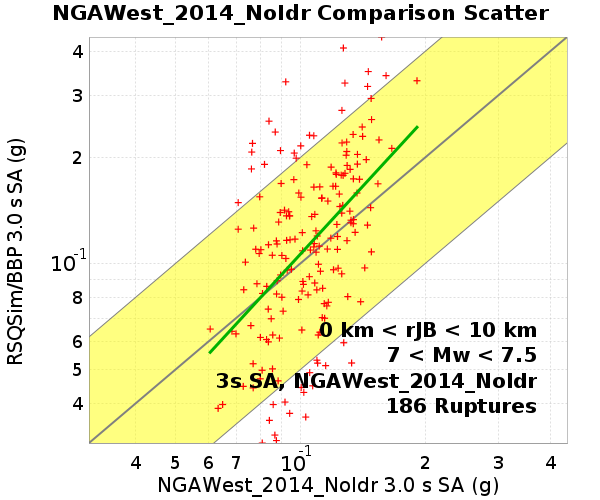 NGAWest_2014_NoIdr Comparison Scatter
RSQSim/BBP 3.0 s SA (g)
4
3
2
10⁻¹
8
6
5
4
0 km < rJB < 10 km
7 < Mw < 7.5
3s SA, NGAWest_2014_NoIdr
186 Ruptures
4 5 6 7 10⁻¹ 2 3 4
NGAWest_2014_NoIdr 3.0 s SA (g)